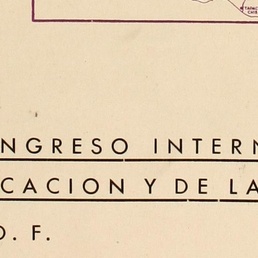 NGRESO INTERN
CACION Y DE LA
D. F.